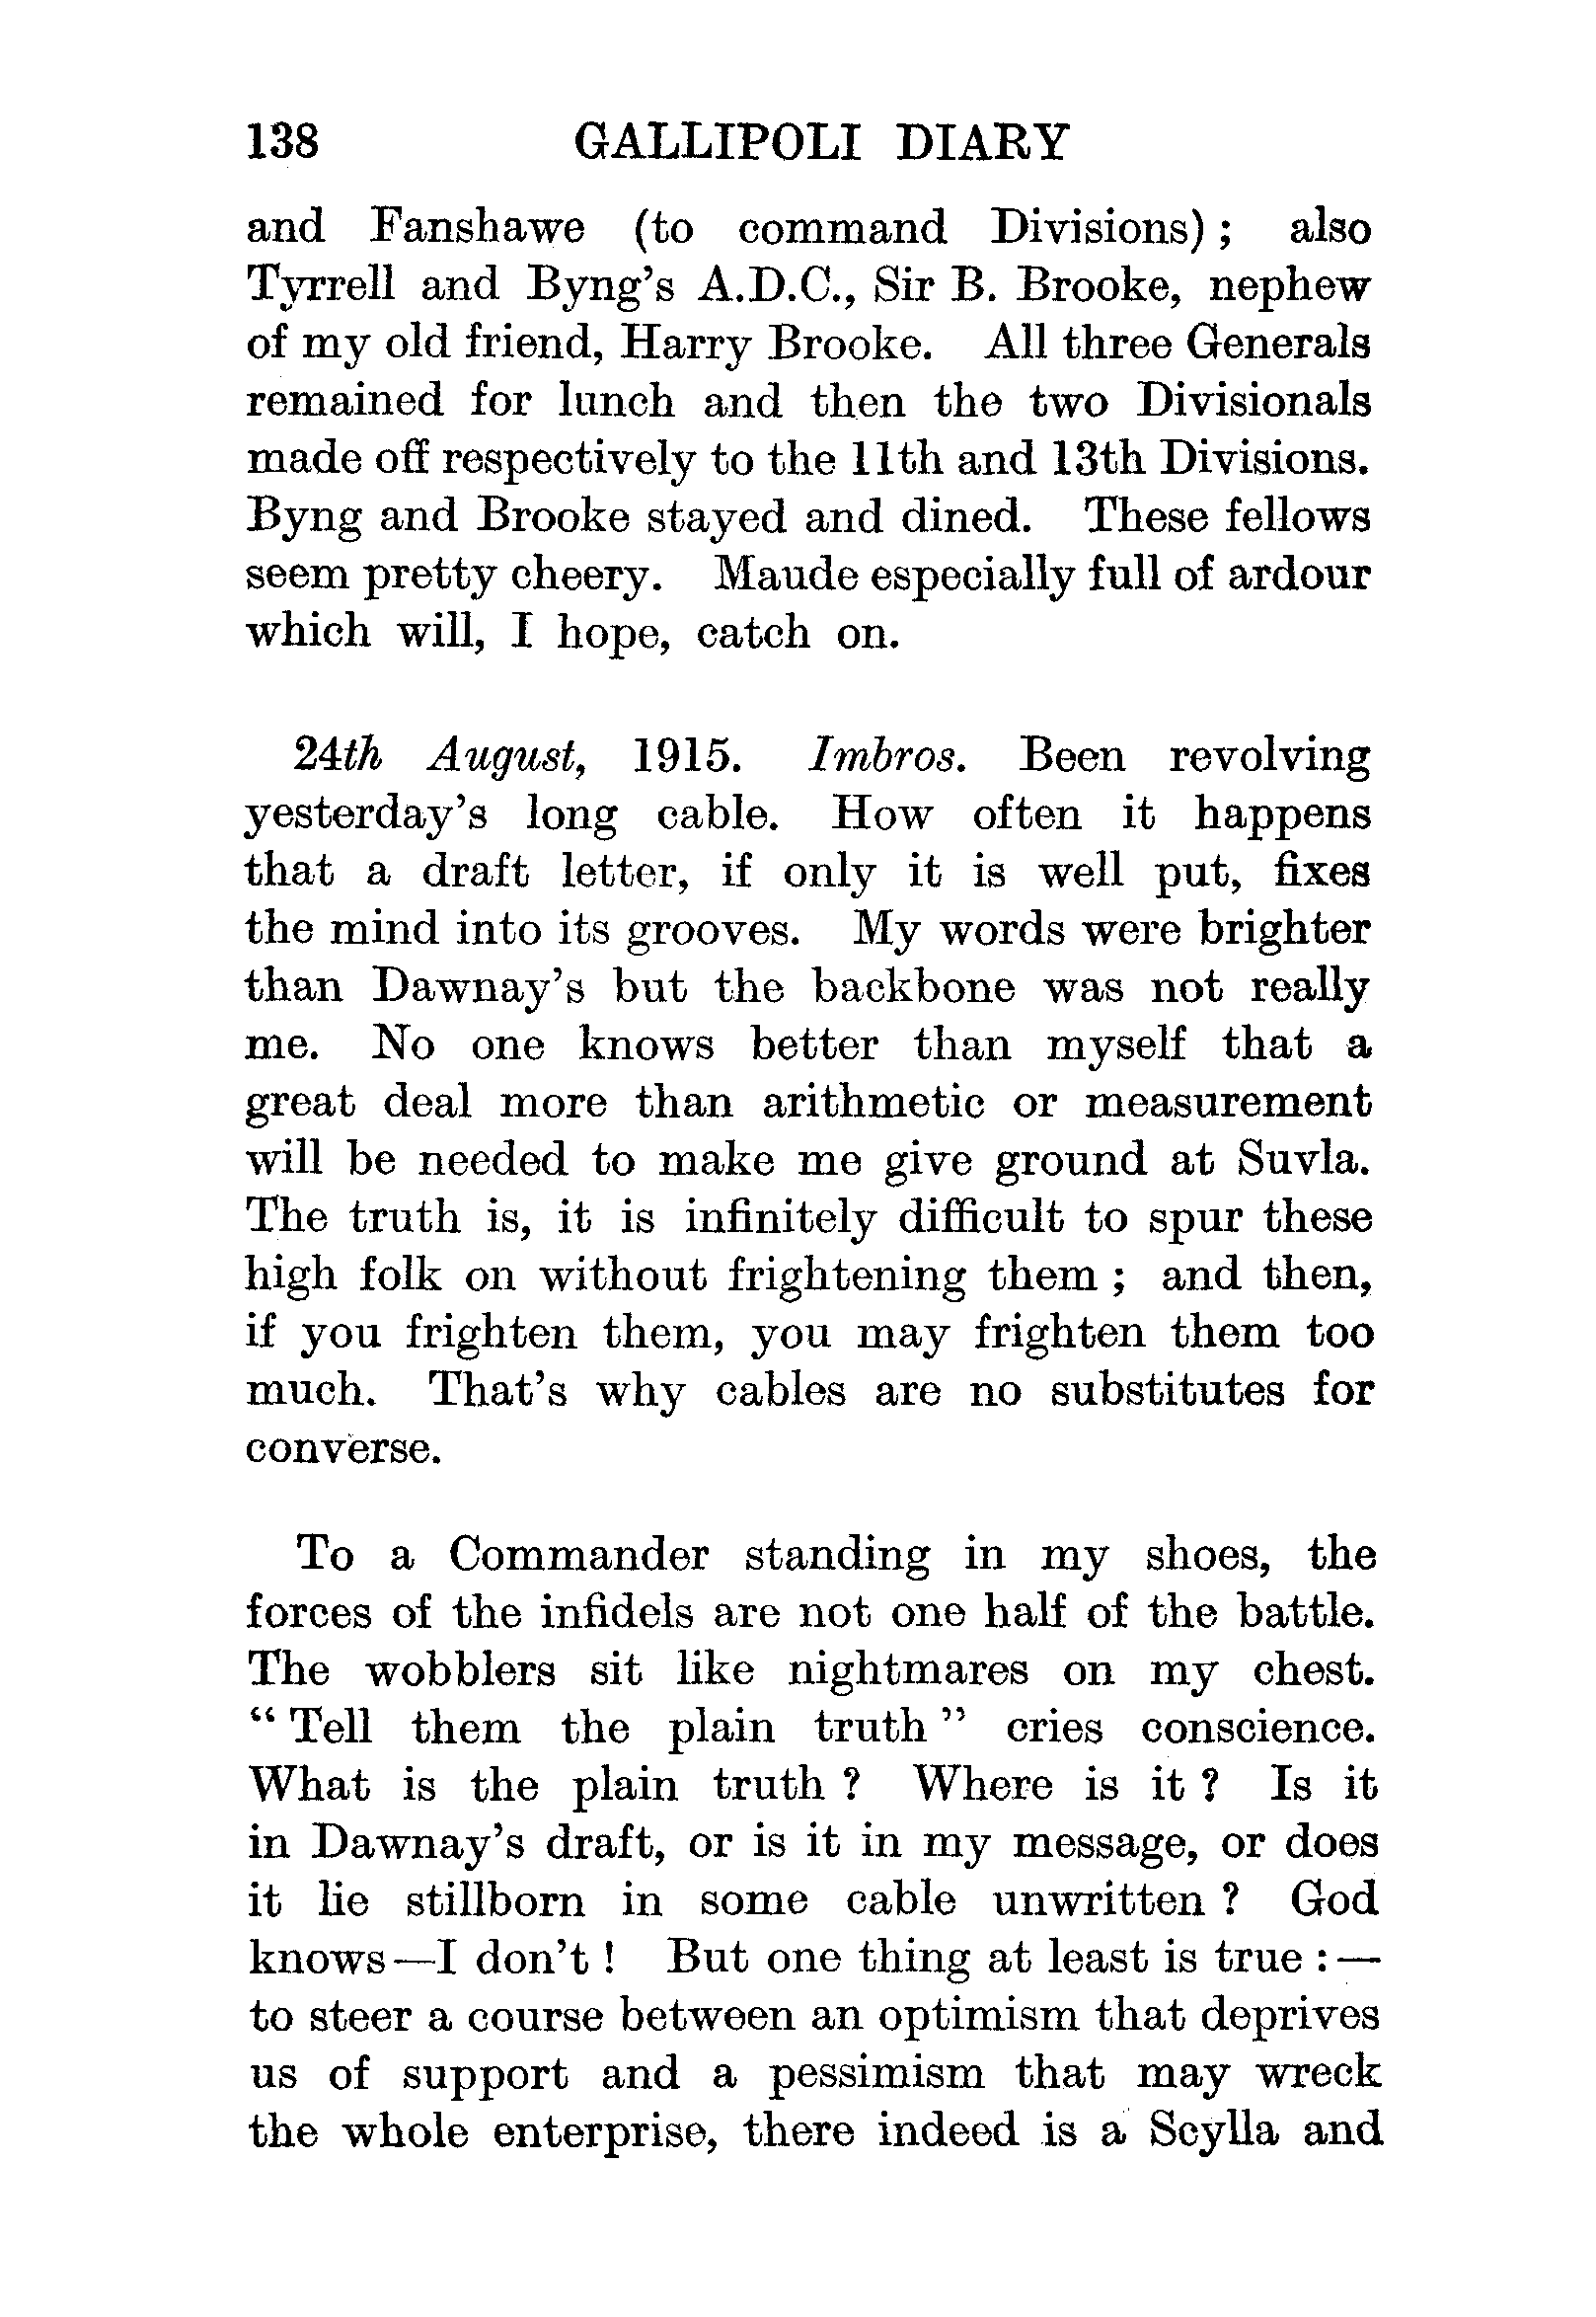 138 GALLIPOLI DIARY
and Fanshawe (to command Divisions) ; also
Tyrrell and Byng's A.D.C., Sir B. Brooke, nephew
of my old friend, Harry Brooke. All three Generals
remained for lunch and then the two Divisionals
made off respectively to the 11th and 13th Divisions.
Byng and Brooke stayed and dined. These fellows
seem pretty cheery. Maude especially full of ardour
which will, I hope, catch on.
24th August, 1915. Imbros. Been revolving
yesterday's long cable. How often it happens
that a draft letter, if only it is well put, fixes
the mind into its grooves. My words were brighter
than Dawnay's but the backbone was not really
me. No one knows better than myself that a
great deal more than arithmetic or measurement
will be needed to make me give ground at Suvla.
The truth is, it is infinitely difficult to spur these
high folk on without frightening them ; and then,
if you frighten them, you may frighten them too
much. That's why cables are no substitutes for
converse.
To a Commander standing in my shoes, the
forces of the infidels are not one half of the battle.
The wobblers sit like nightmares on my chest.
“ Tell them the plain truth ” cries conscience.
What is the plain truth ? Where is it ? Is it
in Dawnay's draft, or is it in my message, or does
it lie stillborn in some cable unwritten ? God
knows—I don't ! But one thing at least is true :—
to steer a course between an optimism that deprives
us of support and a pessimism that may wreck
the whole enterprise, there indeed is a Scylla and